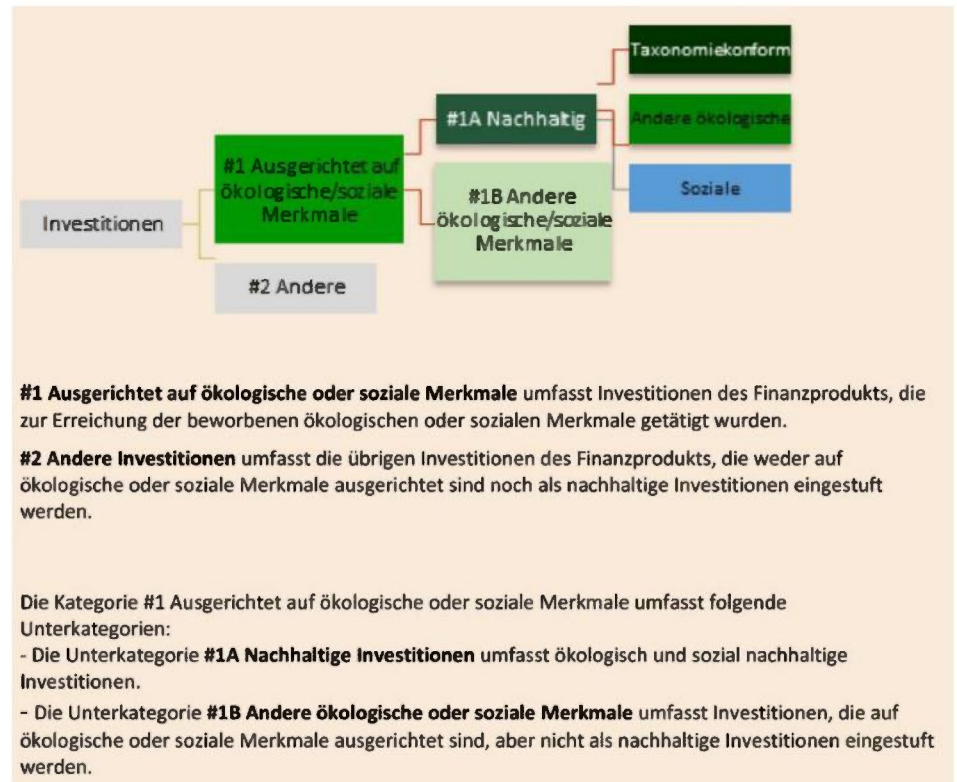 Taxonomiekonform
#1A Nachhaltig
Andere ökologische
#1 Ausgerichtet auf
ökologische/soziale
Merkmale
Soziale
#1B Andere
ökologische/soziale
Merkmale
Investitionen
#2 Andere
#1 Ausgerichtet auf ökologische oder soziale Merkmale umfasst Investitionen des Finanzprodukts, die
zur Erreichung der beworbenen ökologischen oder sozialen Merkmale getätigt wurden.
#2 Andere Investitionen umfasst die übrigen Investitionen des Finanzprodukts, die weder auf
ökologische oder soziale Merkmale ausgerichtet sind noch als nachhaltige Investitionen eingestuft
werden.
Die Kategorie #1 Ausgerichtet auf ökologische oder soziale Merkmale umfasst folgende
Unterkategorien:
- Die Unterkategorie #1A Nachhaltige Investitionen umfasst ökologisch und sozial nachhaltige
Investitionen.
- Die Unterkategorie #1B Andere ökologische oder soziale Merkmale umfasst Investitionen, die auf
ökologische oder soziale Merkmale ausgerichtet sind, aber nicht als nachhaltige Investitionen eingestuft
werden.